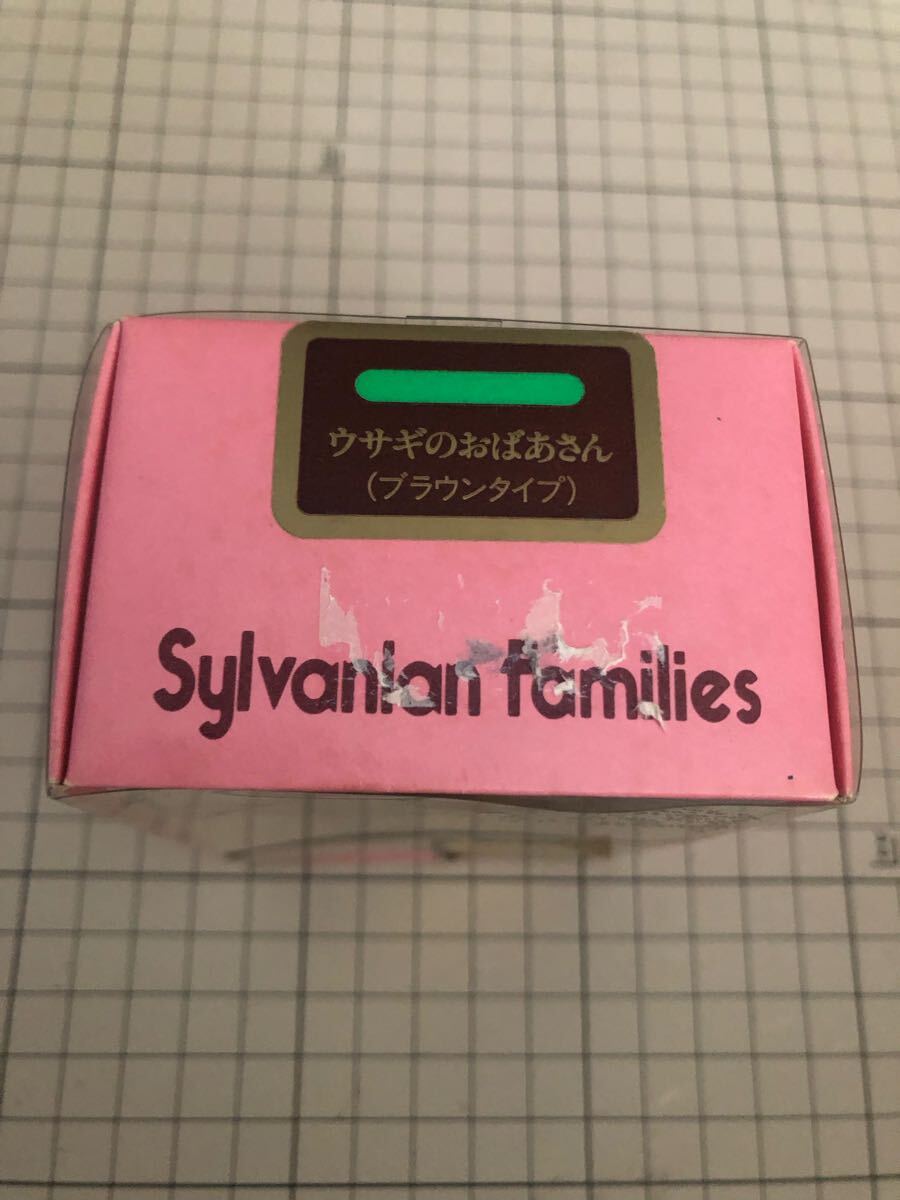 ウサギのおばあさん
(ブラウンタイプ)
Sylvanian families